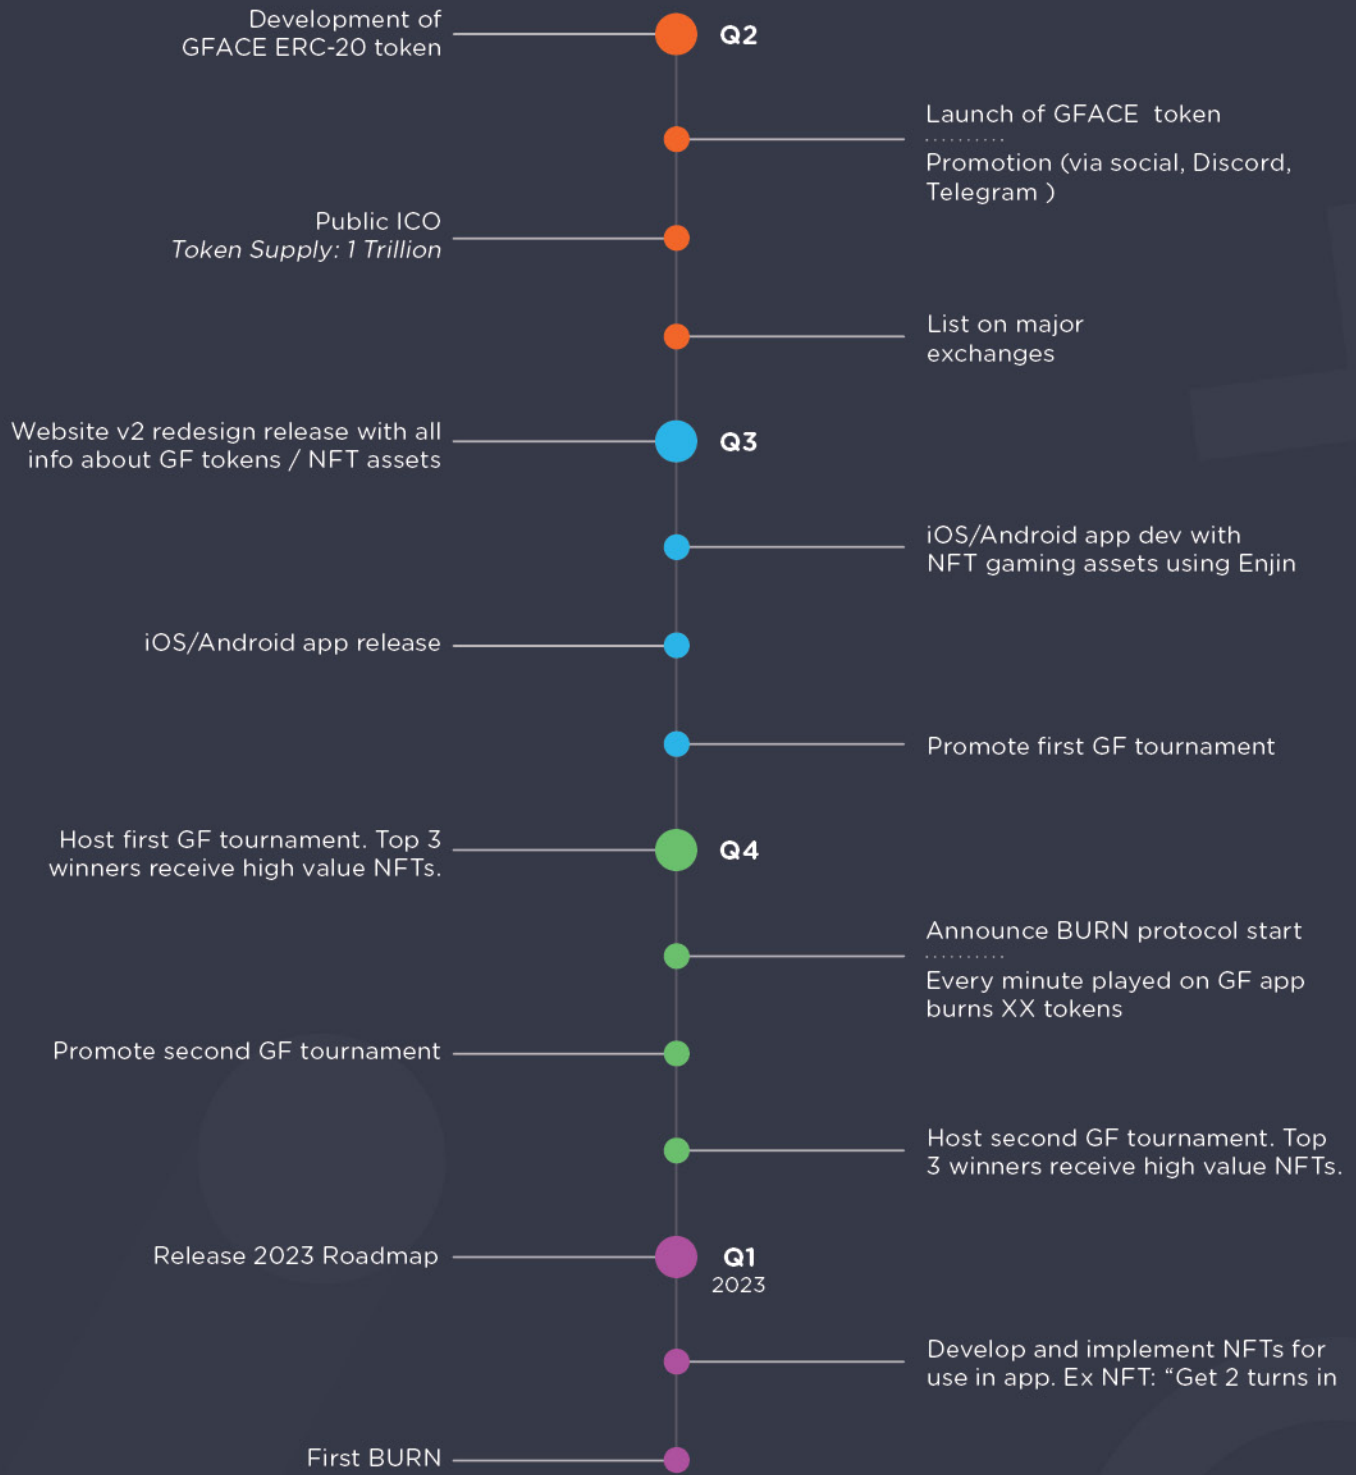 Development of
GFACE ERC-20 token
Q2
Launch of GFACE token
Promotion (via social, Discord,
Telegram )
Public ICO
Token Supply: 1 Trillion
List on major
exchanges
Website v2 redesign release with all
info about GF tokens / NFT assets
Q3
iOS/Android app dev with
NFT gaming assets using Enjin
iOS/Android app release
Promote first GF tournament
Host first GF tournament. Top 3
winners receive high value NFTs.
Q4
Announce BURN protocol start
Every minute played on GF app
burns XX tokens
Promote second GF tournament
Host second GF tournament. Top
3 winners receive high value NFTs.
Release 2023 Roadmap
Q1
2023
Develop and implement NFTs for
use in app. Ex NFT: “Get 2 turns in
First BURN